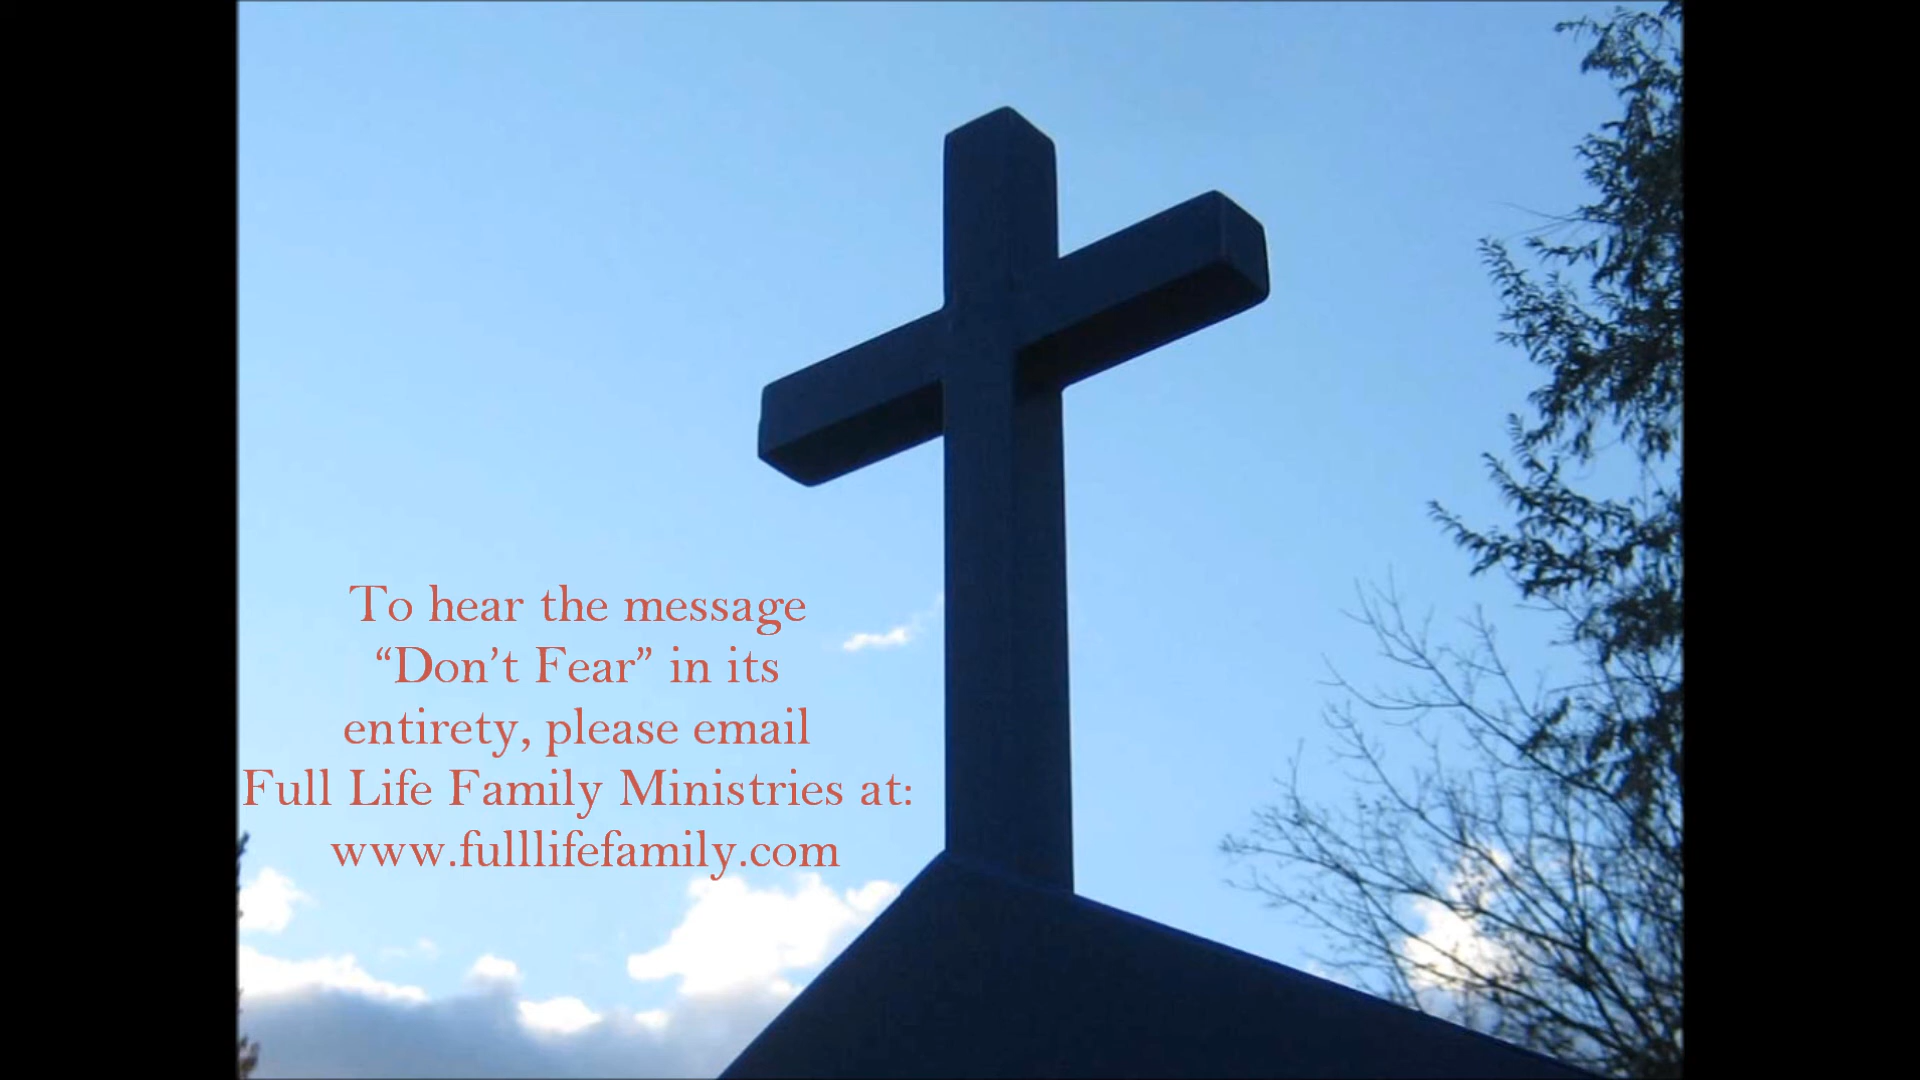 To hear the message
“Don’t Fear” in its
entirety, please email
Full Life Family Ministries at:
www.fulllifefamily.com